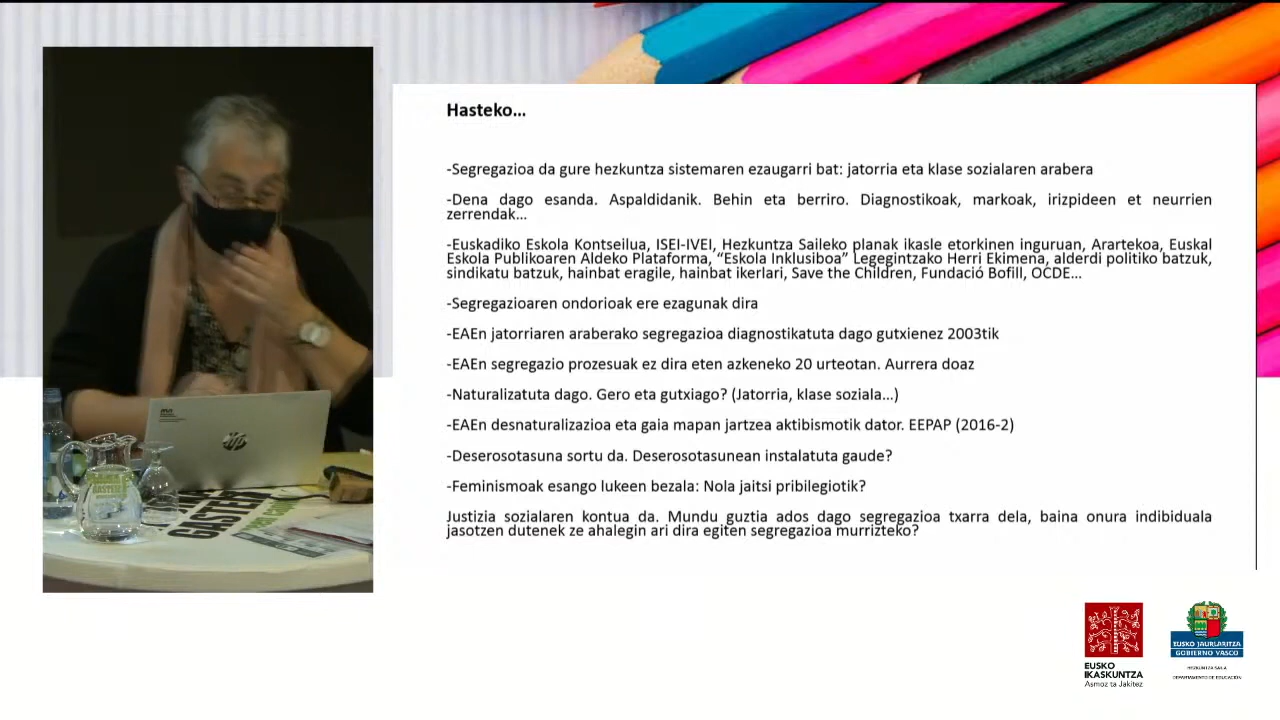 Hasteko...
-Segregazioa da gure hezkuntza sistemaren ezaugarri bat: jatorria eta klase sozialaren arabera
-Dena dago esanda. Aspaldidanik. Behin eta berriro. Diagnostikoak, markoak, irizpideen et neurrien
zerrendak...
-Euskadiko Eskola Kontseilua, ISEI-IVEI, Hezkuntza Saileko planak ikasle etorkinen inguruan, Arartekoa, Euskal
Eskola Publikoaren Aldeko Plataforma, “Eskola Inklusiboa” Legegintzako Herri Ekimena, alderdi politiko batzuk,
sindikatu batzuk, hainbat eragile, hainbat ikerlari, Save the Children, Fundació Bofill, OCDE...
-Segregazioaren ondorioak ere ezagunak dira
-EAEn jatorriaren araberako segregazioa diagnostikatuta dago gutxienez 2003tik
-EAEn segregazio prozesuak ez dira eten azkeneko 20 urteotan. Aurrera doaz
-Naturalizatuta dago. Gero eta gutxiago? (Jatorria, klase soziala...)
-EAEn desnaturalizazioa eta gaia mapan jartzea aktibismotik dator. EEPAP (2016-2)
-Deserosotasuna sortu da. Deserosotasunean instalatuta gaude?
-Feminismoak esango lukeen bezala: Nola jaitsi pribilegiotik?
Justizia sozialaren kontua da. Mundu guztia ados dago segregazioa txarra dela, baina onura indibiduala
jasotzen dutenek ze ahalegin ari dira egiten segregazioa murrizteko?
hp
GASTEIZ
EUSKO
IKASKUNTZA
Asmoz ta Jakitez
EUSKO JAURLARITZA
GOBIERNO VASCO
HEZKUNTZA SAILA
DEPARTAMENTO DE EDUCACIÓN